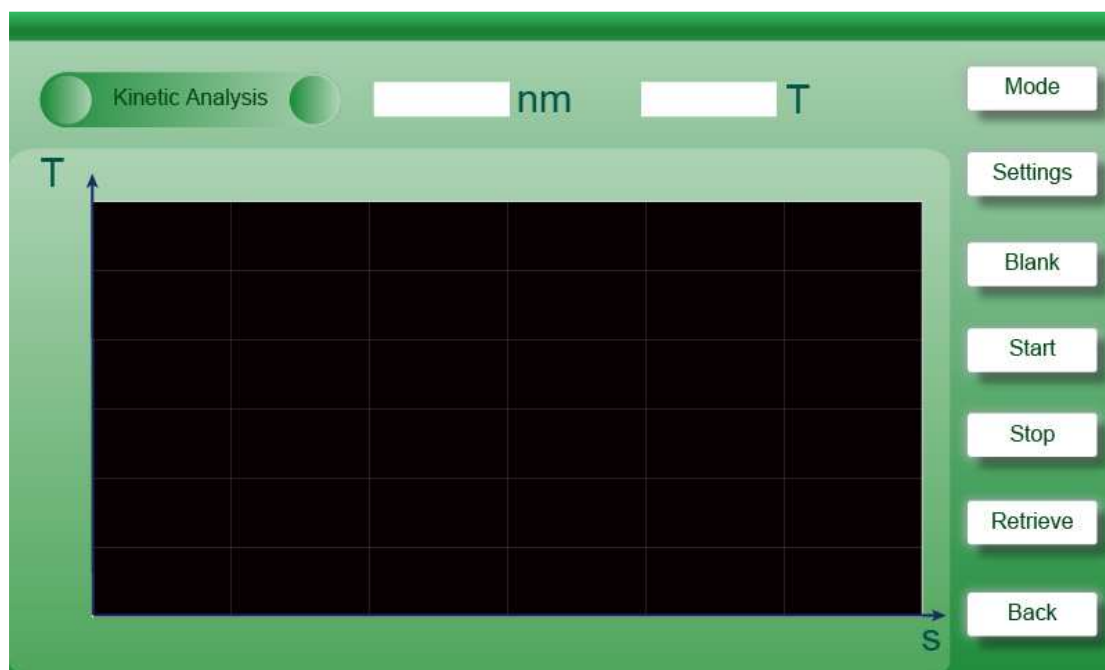 Kinetic Analysis
nm
T
Mode
T
Settings
Blank
Start
Stop
Retrieve
Back
S